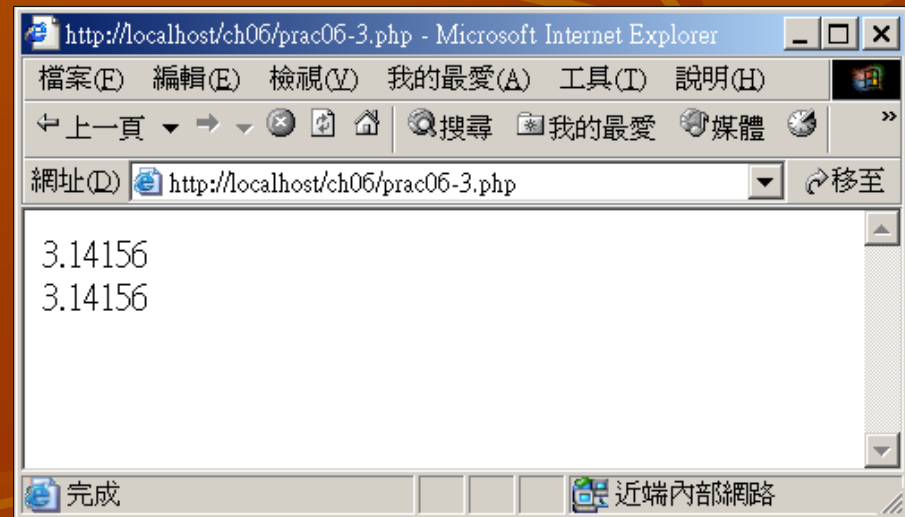 http://localhost/ch06/prac06-3.php - Microsoft Internet Explorer
檔案(F) 編輯(E) 檢視(V) 我的最愛(A) 工具(T) 說明(H)
上一頁 搜尋 我的最愛 媒體 »
網址(D) http://localhost/ch06/prac06-3.php 移至
3.14156
3.14156
完成 近端內部網路